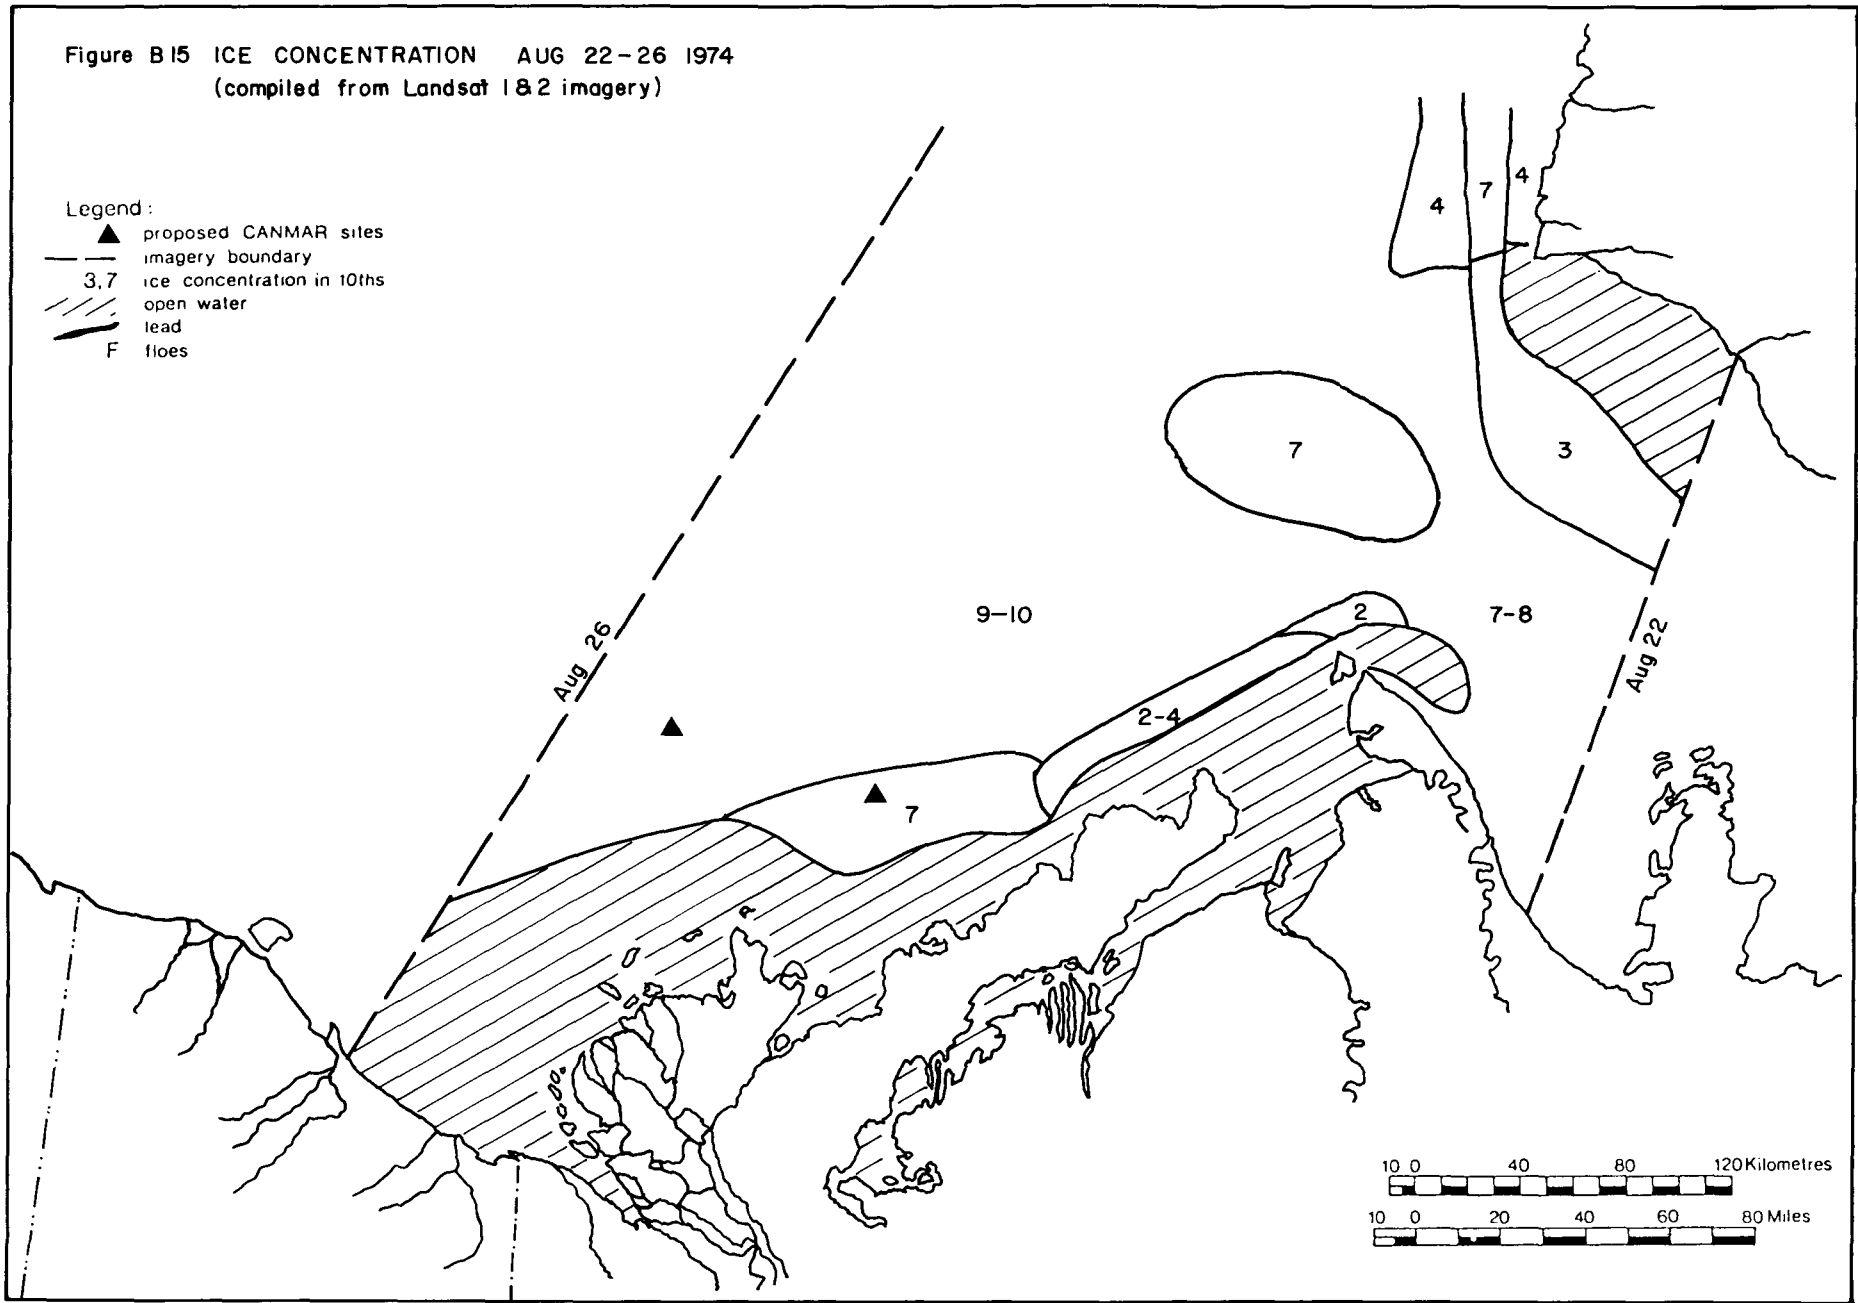 Figure B15 ICE CONCENTRATION AUG 22-26 1974
(compiled from Landsat 1&2 imagery)
Legend:
proposed CANMAR sites
imagery boundary
3,7 ice concentration in 10ths
open water
lead
F floes
4
7
4
7
3
9-10
2
7-8
Aug 26
Aug 22
2-4
7
10 0 40 80 120 Kilometres
10 0 20 40 60 80 Miles